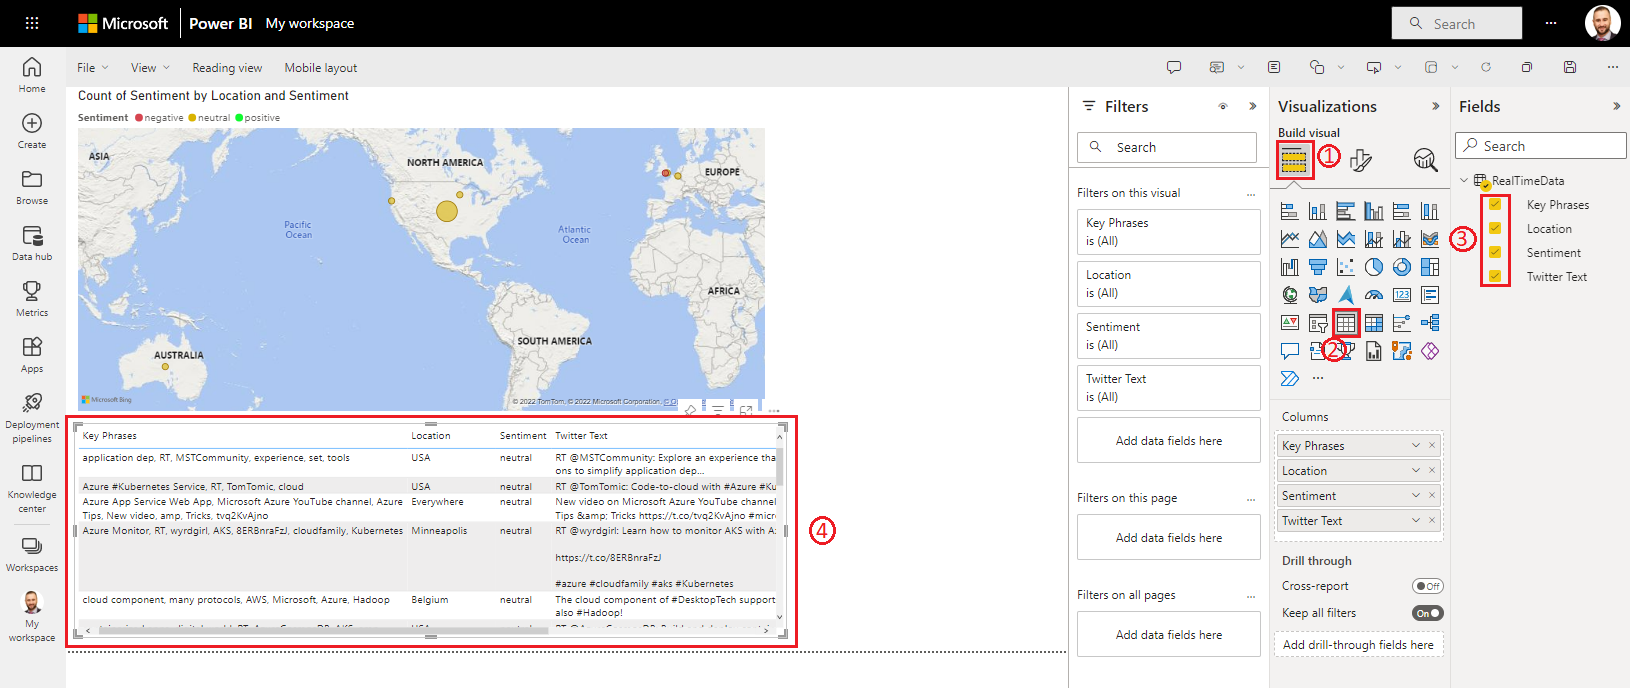 Microsoft Power BI My workspace Search ...
File View Reading view Mobile layout
Home
Create
Browse
Data hub
Metrics
Apps
Deployment
pipelines
Knowledge
center
Workspaces
My
workspace
Count of Sentiment by Location and Sentiment
Sentiment negative neutral positive
ASIA
NORTH AMERICA
EUROPE
Pacific
Ocean
Atlantic
Ocean
AFRICA
SOUTH AMERICA
AUSTRALIA
Microsoft Bing
© 2022 TomTom, © 2022 Microsoft Corporation,
Key Phrases Location Sentiment Twitter Text
application dep, RT, MSTCommunity, experience, set, tools USA neutral RT @MSTCommunity: Explore an experience tha
ons to simplify application dep...
Azure #Kubernetes Service, RT, TomTomic, cloud USA neutral RT @TomTomic: Code-to-cloud with #Azure #Ku
Azure App Service Web App, Microsoft Azure YouTube channel, Azure Everywhere neutral New video on Microsoft Azure YouTube channel
Tips, New video, amp, Tricks, tvq2KvAjno Tips &amp; Tricks https://t.co/tvq2KvAjno #micr
Azure Monitor, RT, wyrdgirl, AKS, 8ERBnraFzJ, cloudfamily, Kubernetes Minneapolis neutral RT @wyrdgirl: Learn how to monitor AKS with Az
https://t.co/8ERBnraFzJ
#azure #cloudfamily #aks #Kubernetes
cloud component, many protocols, AWS, Microsoft, Azure, Hadoop Belgium neutral The cloud component of #DesktopTech support
also #Hadoop!
4
Filters
Search
Filters on this visual ...
Key Phrases
is (All)
Location
is (All)
Sentiment
is (All)
Twitter Text
is (All)
Add data fields here
Filters on this page ...
Add data fields here
Filters on all pages ...
Add data fields here
Visualizations
Build visual
1
123
2
...
Columns
Key Phrases
Location
Sentiment
Twitter Text
Drill through
Cross-report Off
Keep all filters On
Add drill-through fields here
Fields
Search
RealTimeData
Key Phrases
Location
3
Sentiment
Twitter Text